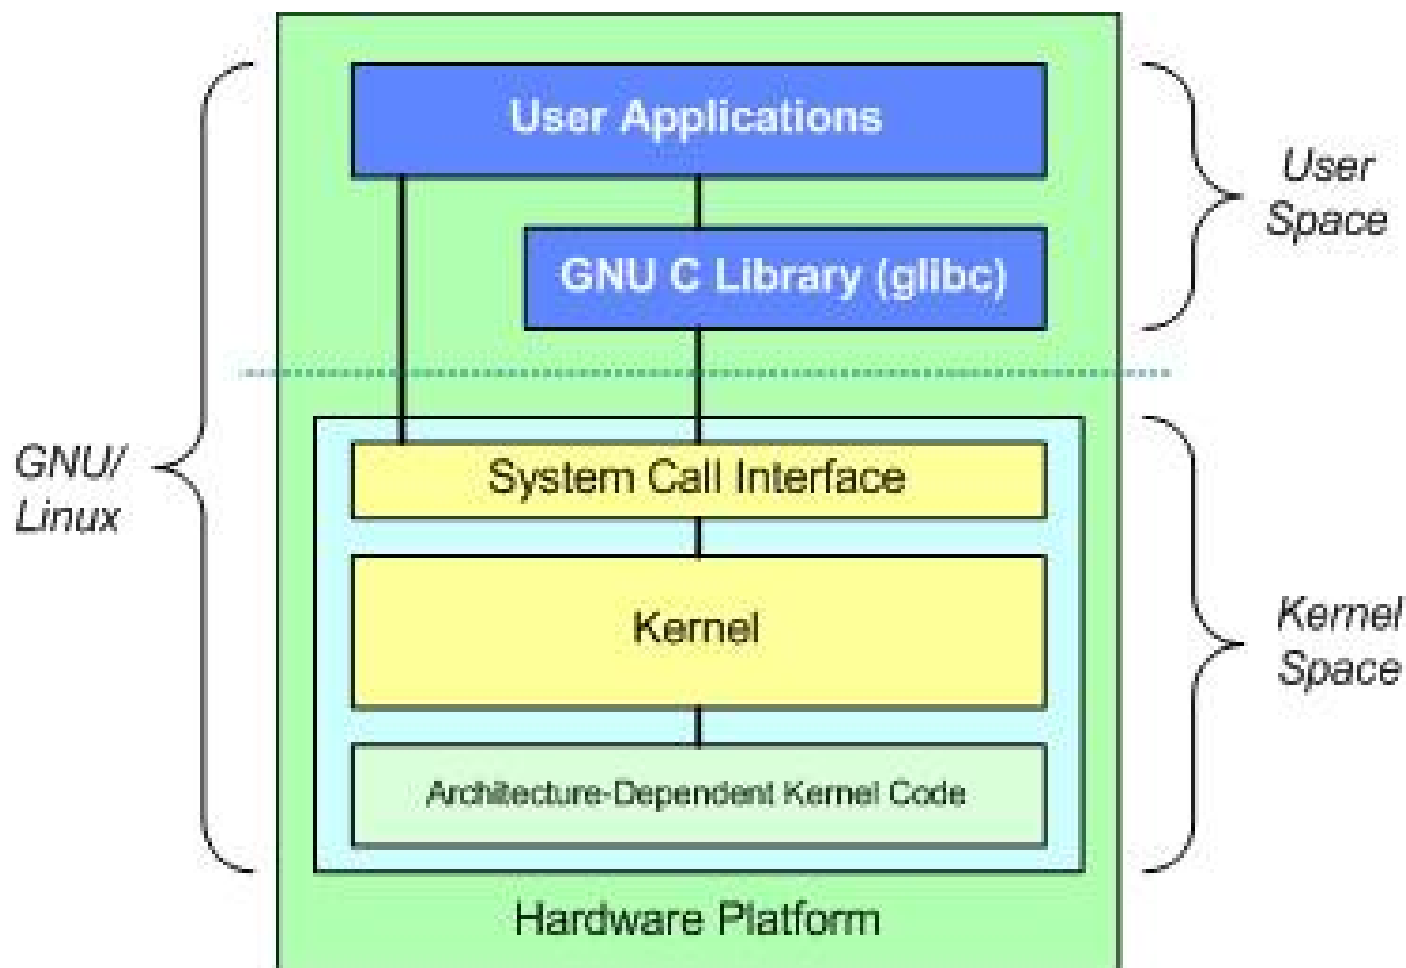 User Applications
User
Space
GNU C Library (glibc)
GNU/
Linux
System Call Interface
Kernel
Kernel
Space
Architecture-Dependent Kernel Code
Hardware Platform